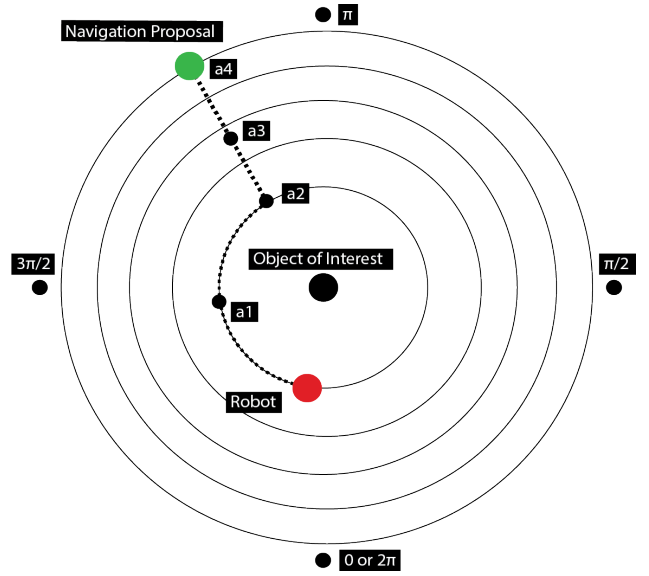 π
Navigation Proposal
a4
a3
a2
Object of Interest
3π/2
π/2
a1
Robot
0 or 2π